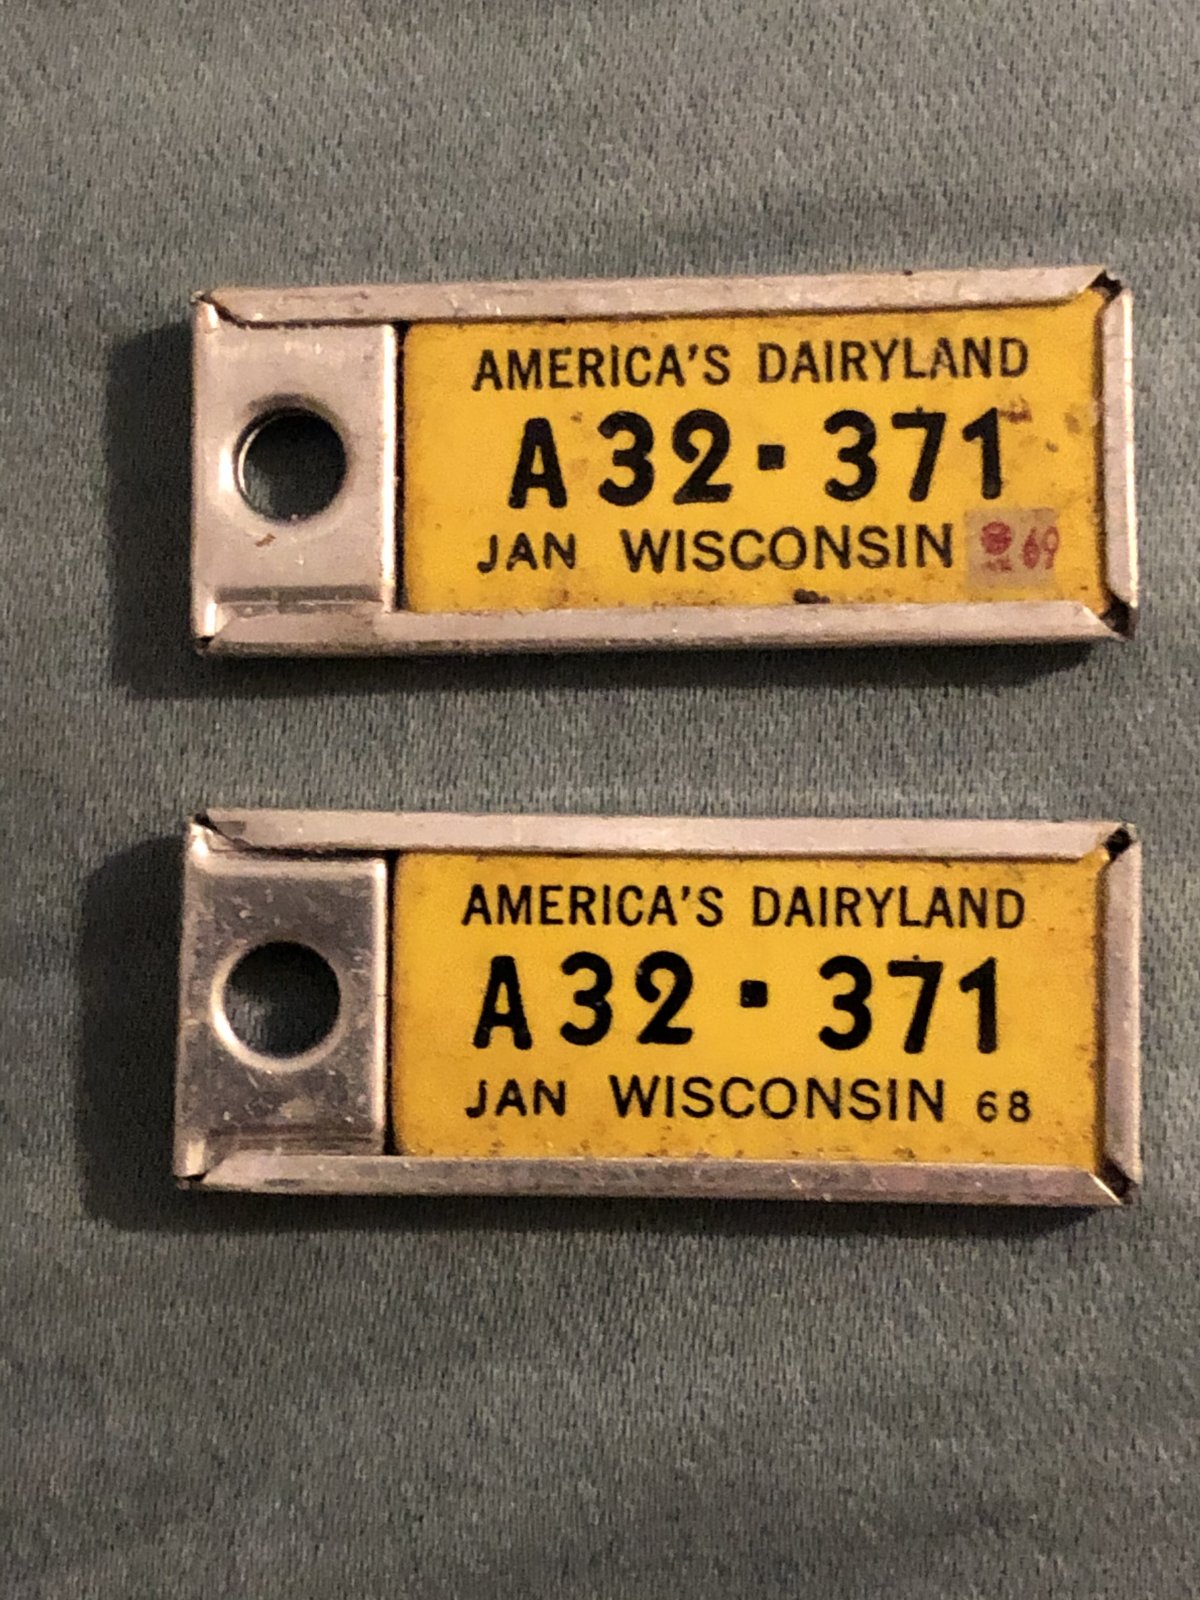 AMERICA'S DAIRYLAND
A32▪371
JAN WISCONSIN 69
AMERICA'S DAIRYLAND
A32▪371
JAN WISCONSIN 68